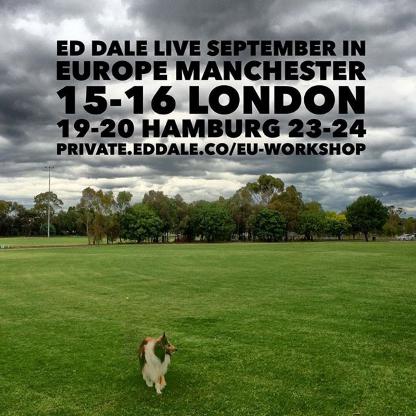 ED DALE LIVE SEPTEMBER IN
EUROPE MANCHESTER
15-16 LONDON
19-20 HAMBURG 23-24
PRIVATE.EDDALE.CO/EU-WORKSHOP